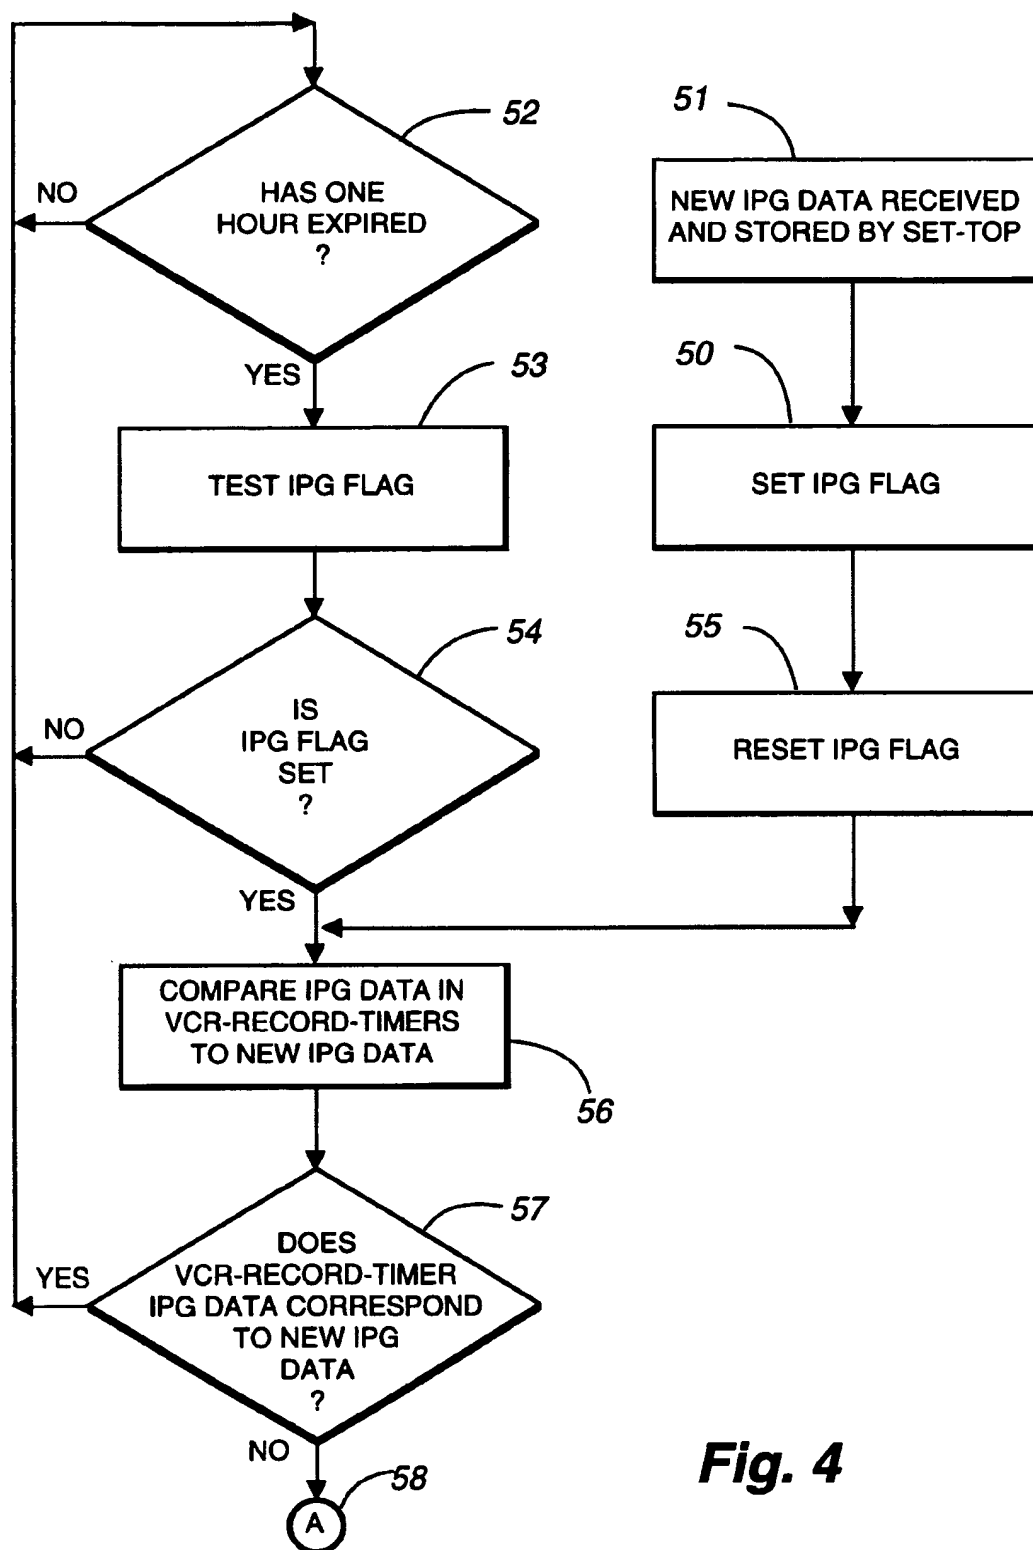 52
HAS ONE
HOUR EXPIRED
?
NO
YES
51
NEW IPG DATA RECEIVED
AND STORED BY SET-TOP
53
TEST IPG FLAG
50
SET IPG FLAG
54
IS
IPG FLAG
SET
?
NO
YES
55
RESET IPG FLAG
COMPARE IPG DATA IN
VCR-RECORD-TIMERS
TO NEW IPG DATA
56
57
DOES
VCR-RECORD-TIMER
IPG DATA CORRESPOND
TO NEW IPG
DATA
?
YES
NO
58
A
Fig. 4